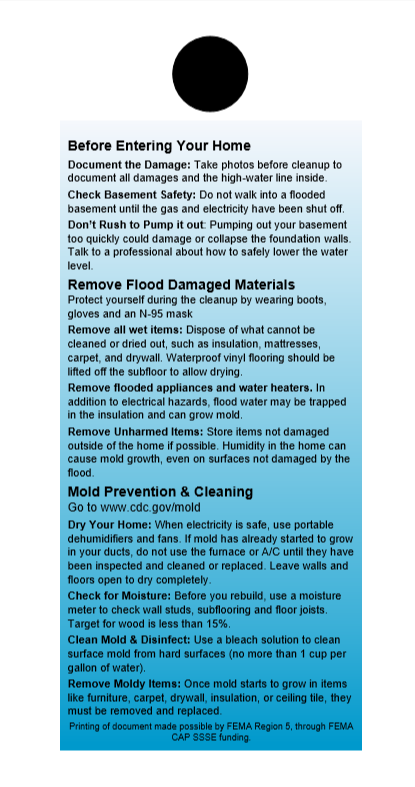 Before Entering Your Home
Document the Damage: Take photos before cleanup to
document all damages and the high-water line inside.
Check Basement Safety: Do not walk into a flooded
basement until the gas and electricity have been shut off.
Don't Rush to Pump it out: Pumping out your basement
too quickly could damage or collapse the foundation walls.
Talk to a professional about how to safely lower the water
level.
Remove Flood Damaged Materials
Protect yourself during the cleanup by wearing boots,
gloves and an N-95 mask
Remove all wet items: Dispose of what cannot be
cleaned or dried out, such as insulation, mattresses,
carpet, and drywall. Waterproof vinyl flooring should be
lifted off the subfloor to allow drying.
Remove flooded appliances and water heaters. In
addition to electrical hazards, flood water may be trapped
in the insulation and can grow mold.
Remove Unharmed Items: Store items not damaged
outside of the home if possible. Humidity in the home can
cause mold growth, even on surfaces not damaged by the
flood.
Mold Prevention & Cleaning
Go to www.cdc.gov/mold
Dry Your Home: When electricity is safe, use portable
dehumidifiers and fans. If mold has already started to grow
in your ducts, do not use the furnace or A/C until they have
been inspected and cleaned or replaced. Leave walls and
floors open to dry completely.
Check for Moisture: Before you rebuild, use a moisture
meter to check wall studs, subflooring and floor joists.
Target for wood is less than 15%.
Clean Mold & Disinfect: Use a bleach solution to clean
surface mold from hard surfaces (no more than 1 cup per
gallon of water).
Remove Moldy Items: Once mold starts to grow in items
like furniture, carpet, drywall, insulation, or ceiling tile, they
must be removed and replaced.
Printing of document made possible by FEMA Region 5, through FEMA
CAP SSSE funding.